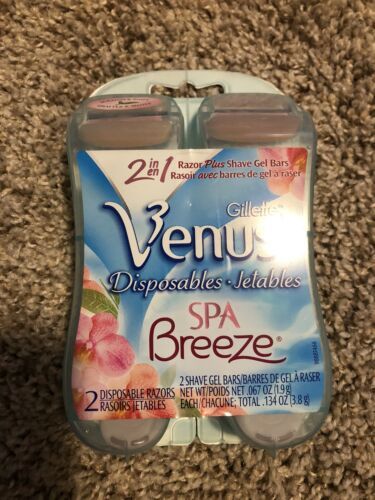 2 in en 1
Razor Plus Shave Gel Bars
Rasoir avec barres de gel à raser
Gillette
Venus
Disposables · Jetables
SPA
Breeze®
2 DISPOSABLE RAZORS
RASOIRS JETABLES
2 SHAVE GEL BARS/BARRES DE GEL À RASER
NET WT/POIDS NET .067 OZ (1.9 g)
EACH/CHACUNE; TOTAL .134 OZ (3.8 g)